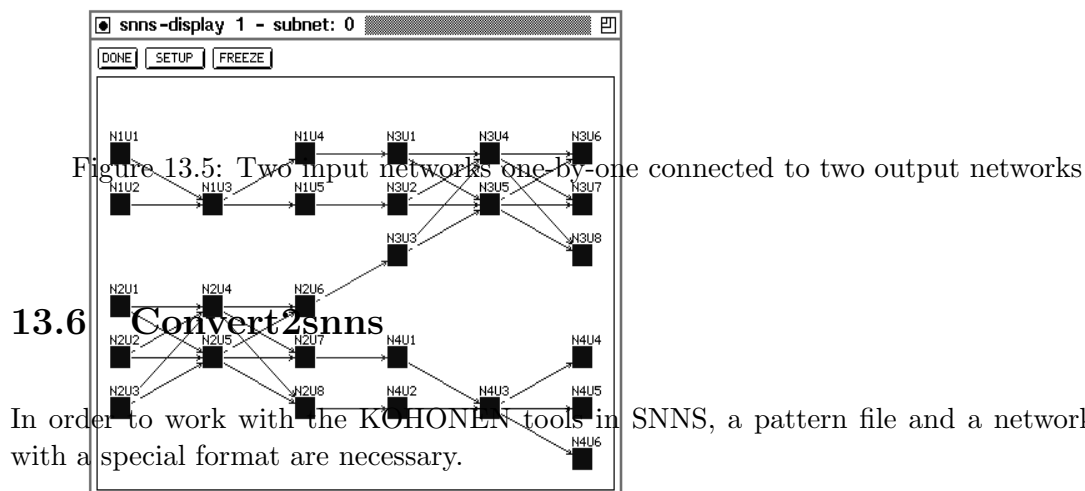 snns-display 1 - subnet: 0
DONE SETUP FREEZE
N1U1 N1U4 N3U1 N3U4 N3U6
Figure 13.5: Two input networks one-by-one connected to two output networks
N1U2 N1U3 N1U5 N3U2 N3U5 N3U7
N3U3 N3U8
N2U1 N2U4 N2U6
13.6 Convert2snns
N2U2 N2U5 N2U7 N4U1 N4U4
N2U3 N2U8 N4U2 N4U3 N4U5
In order to work with the KOHONEN tools in SNNS, a pattern file and a network
N4U6
with a special format are necessary.